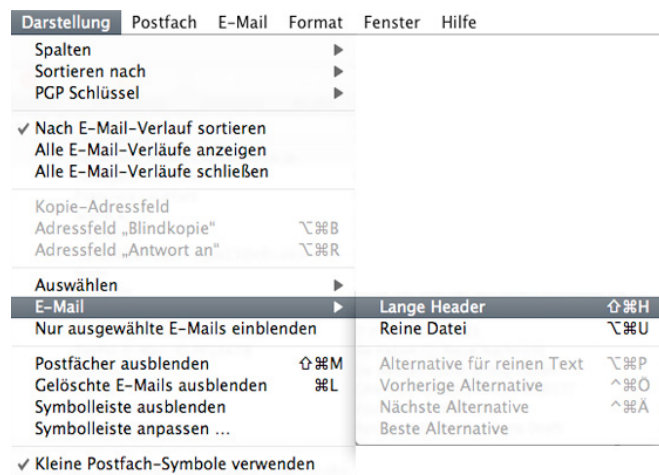 Darstellung Postfach E-Mail Format Fenster Hilfe
Spalten ▶
Sortieren nach ▶
PGP Schlüssel ▶
✓ Nach E-Mail-Verlauf sortieren
Alle E-Mail-Verläufe anzeigen
Alle E-Mail-Verläufe schließen
Kopie-Adressfeld
Adressfeld „Blindkopie“ ⌥⌘B
Adressfeld „Antwort an“ ⌥⌘R
Auswählen ▶
E-Mail ▶ Lange Header ⇧⌘H
Nur ausgewählte E-Mails einblenden Reine Datei ⌥⌘U
Postfächer ausblenden ⇧⌘M Alternative für reinen Text ⌥⌘P
Gelöschte E-Mails ausblenden ⌘L Vorherige Alternative ^⌘Ö
Symbolleiste ausblenden Nächste Alternative ^⌘Ä
Symbolleiste anpassen ... Beste Alternative
✓ Kleine Postfach-Symbole verwenden